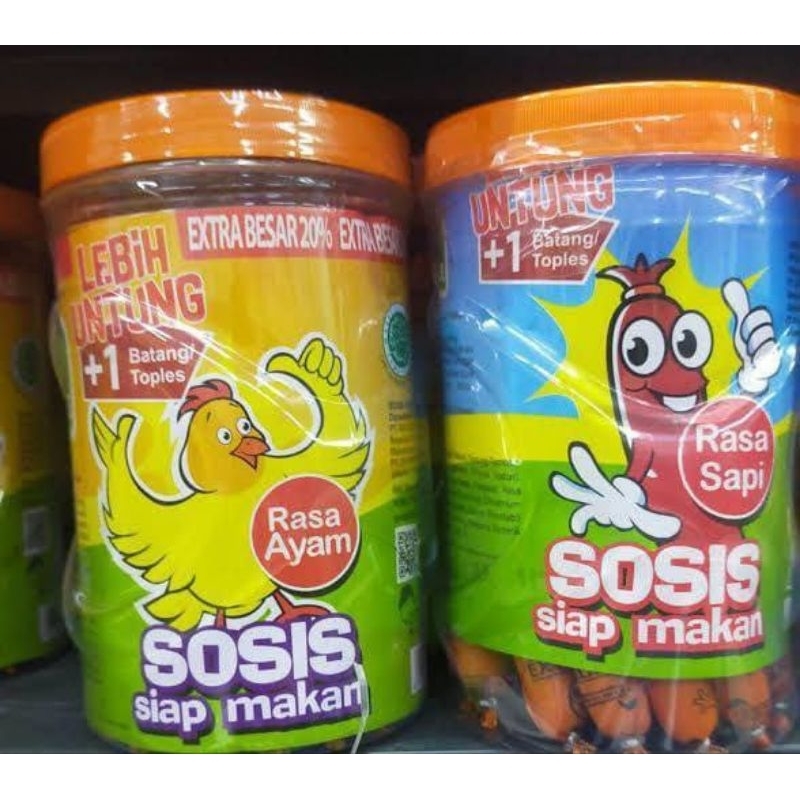 LEBIH
UNTUNG
+1 Batang/
Toples
EXTRA BESAR 20% EXTRA
Rasa
Ayam
SOSIS
siap makan
UNTUNG
+1 Batang/
Toples
Rasa
Sapi
SOSIS
siap makan